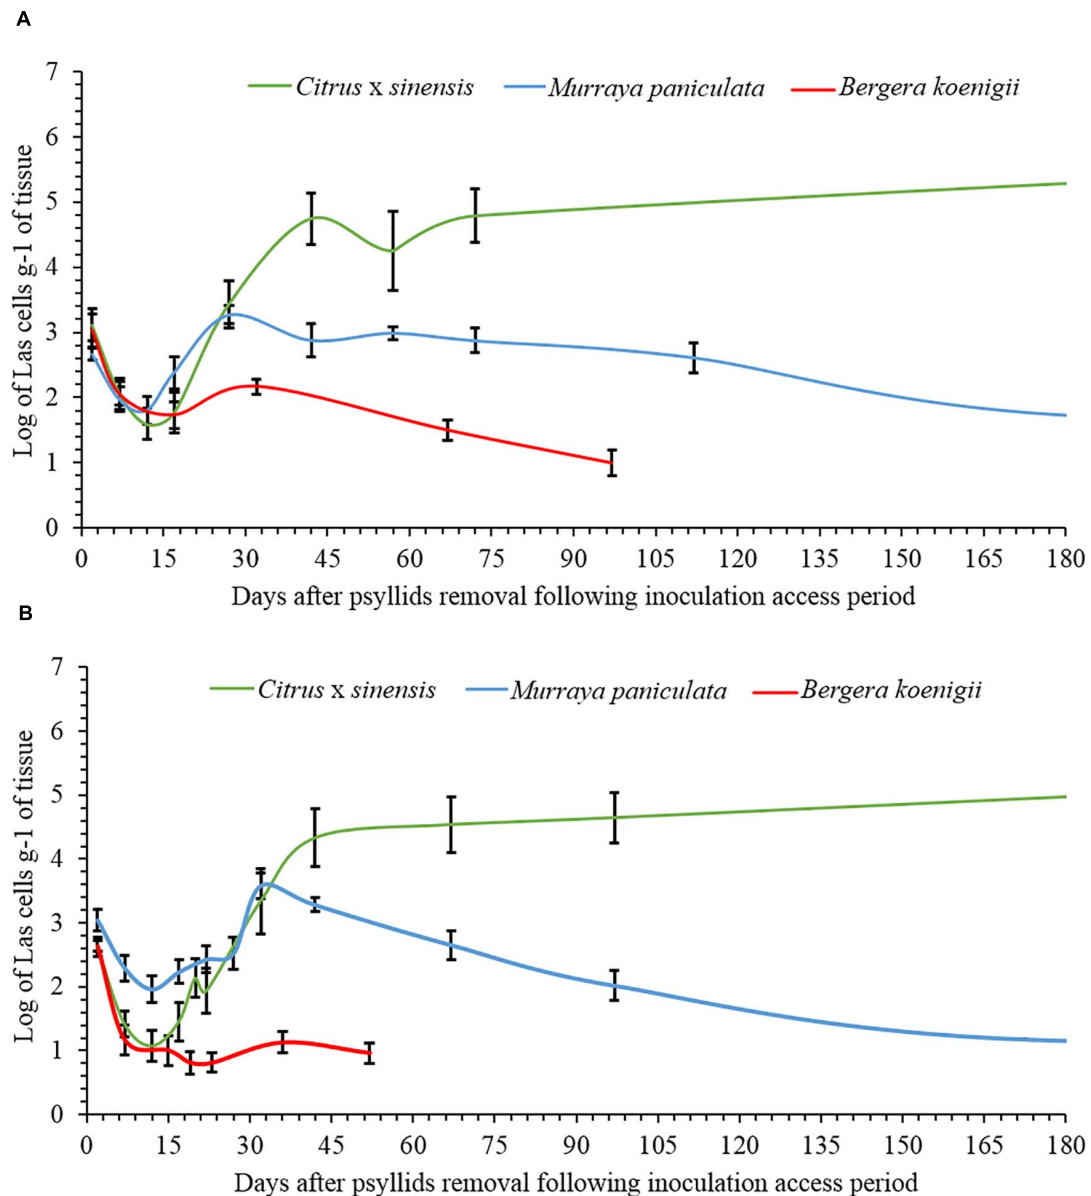 A
Citrus x sinensis Murraya paniculata Bergera koenigii
7
6
5
4
3
2
1
0
Log of Las cells g-1 of tissue
0 15 30 45 60 75 90 105 120 135 150 165 180
Days after psyllids removal following inoculation access period
B
Citrus x sinensis Murraya paniculata Bergera koenigii
7
6
5
4
3
2
1
0
Log of Las cells g-1 of tissue
0 15 30 45 60 75 90 105 120 135 150 165 180
Days after psyllids removal following inoculation access period